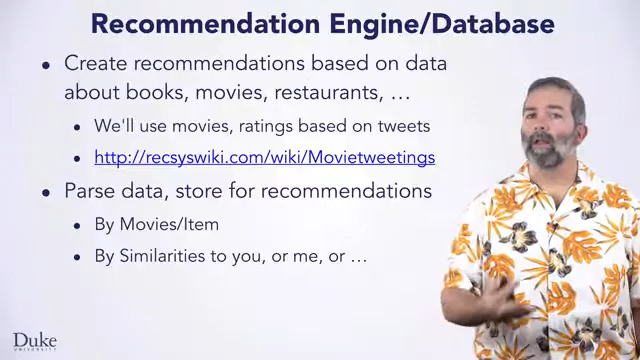 Recommendation Engine/Database
• Create recommendations based on data
about books, movies, restaurants, …
• We'll use movies, ratings based on tweets
• http://recsyswiki.com/wiki/Movietweetings
• Parse data, store for recommendations
• By Movies/Item
• By Similarities to you, or me, or …
Duke
UNIVERSITY